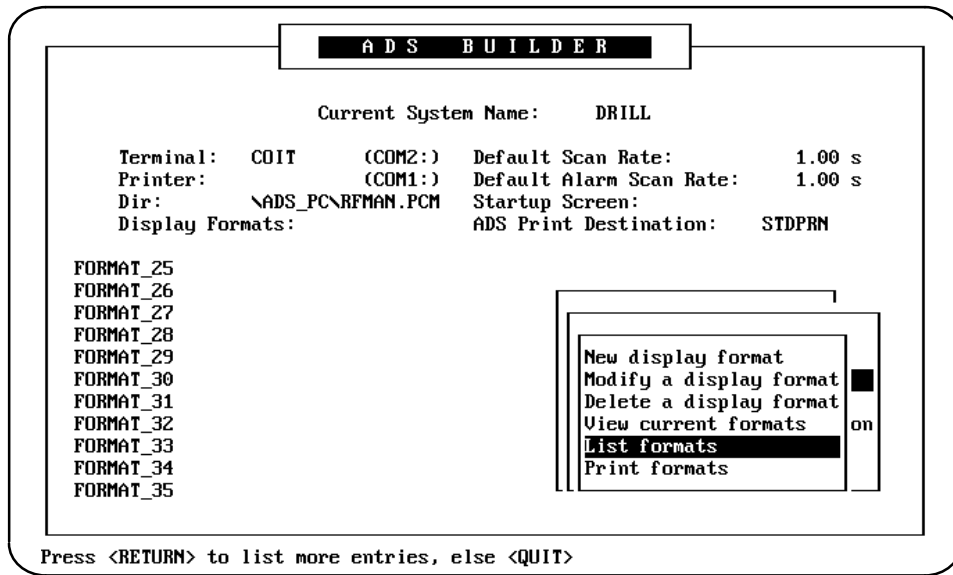 ADS BUILDER
Current System Name: DRILL
Terminal: COIT (COM2:) Default Scan Rate: 1.00 s
Printer: (COM1:) Default Alarm Scan Rate: 1.00 s
Dir: \ADS_PC\RFMAN.PCM Startup Screen:
Display Formats: ADS Print Destination: STDPRN
FORMAT_25
FORMAT_26
FORMAT_27
FORMAT_28
FORMAT_29
FORMAT_30
FORMAT_31
FORMAT_32
FORMAT_33
FORMAT_34
FORMAT_35
New display format
Modify a display format
Delete a display format
View current formats on
List formats
Print formats
Press <RETURN> to list more entries, else <QUIT>